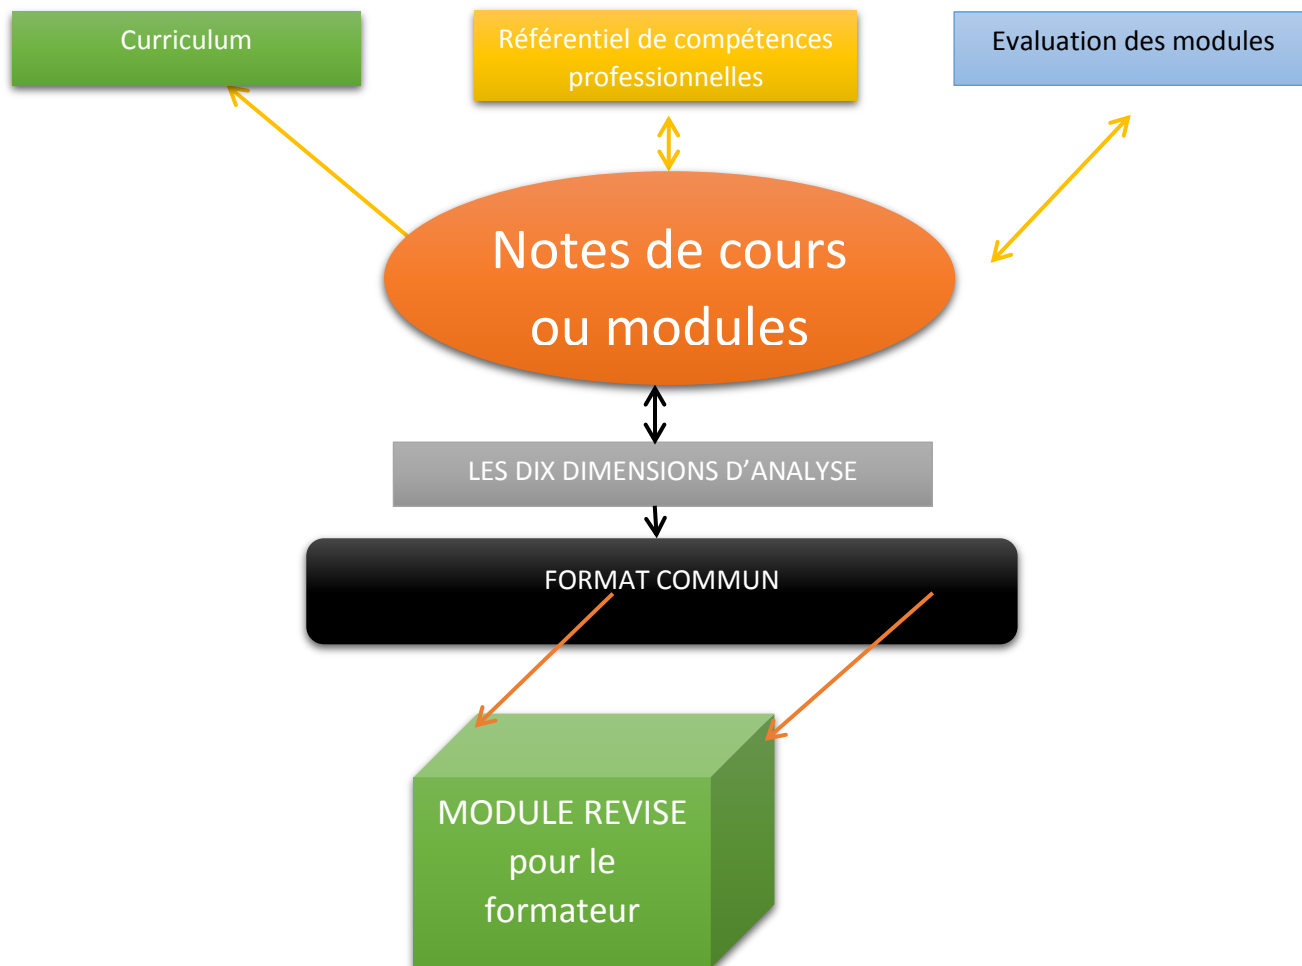 Curriculum
Référentiel de compétences
professionnelles
Evaluation des modules
Notes de cours
ou modules
LES DIX DIMENSIONS D’ANALYSE
FORMAT COMMUN
MODULE REVISE
pour le
formateur